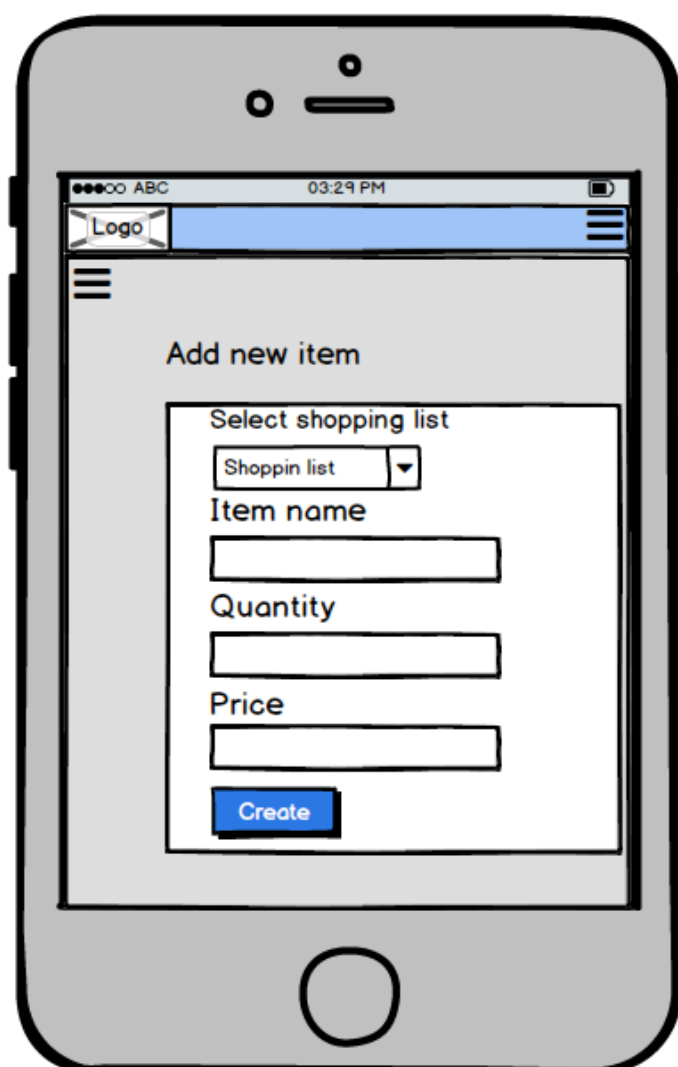 ABC 03:29 PM
Logo
Add new item
Select shopping list
Shoppin list
Item name
Quantity
Price
Create